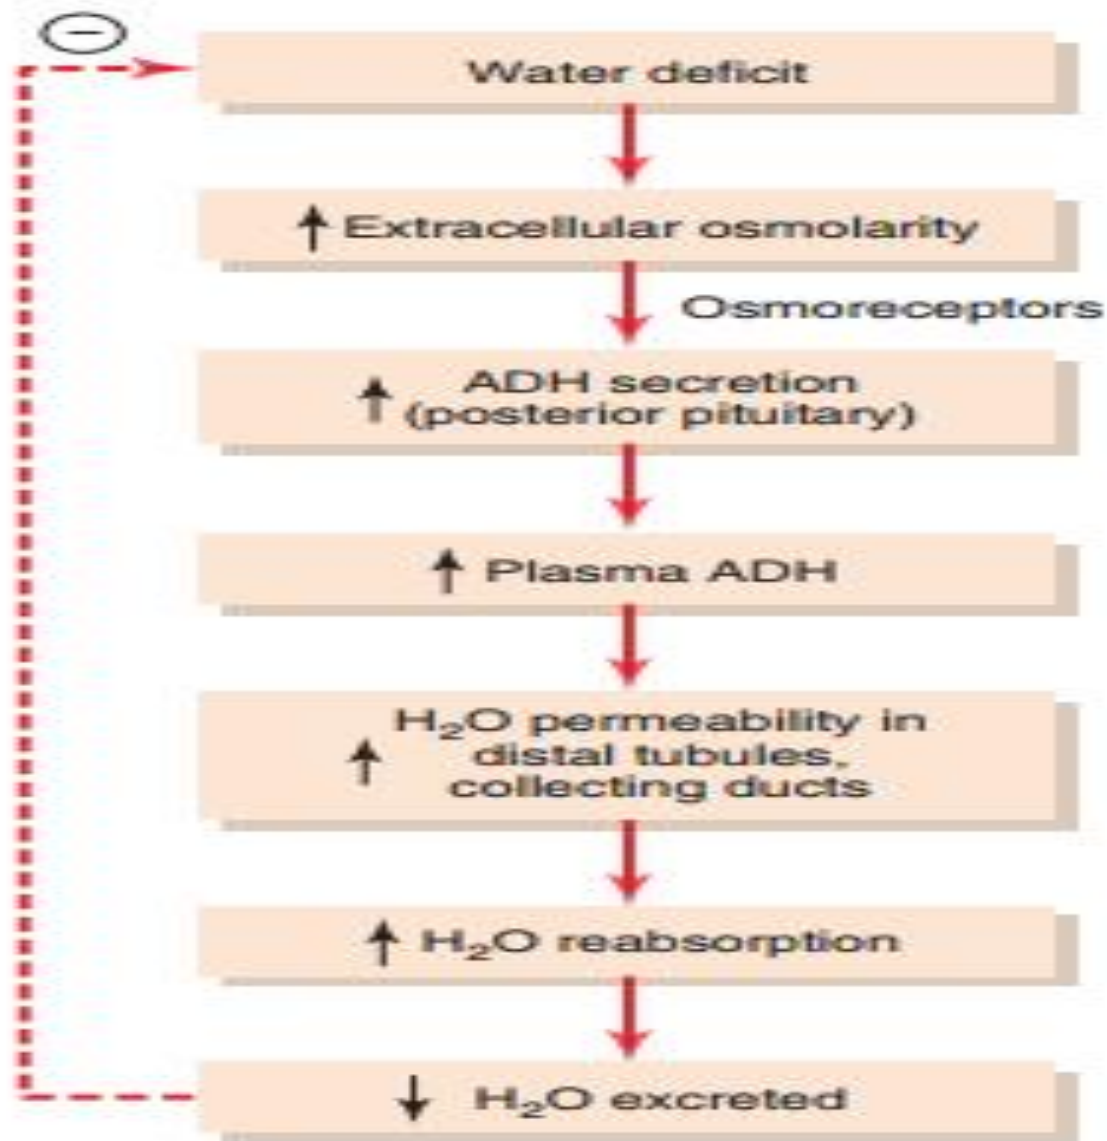 −
Water deficit
↑ Extracellular osmolarity
Osmoreceptors
ADH secretion
↑ (posterior pituitary)
↑ Plasma ADH
H₂O permeability in
↑ distal tubules,
collecting ducts
↑ H₂O reabsorption
↓ H₂O excreted